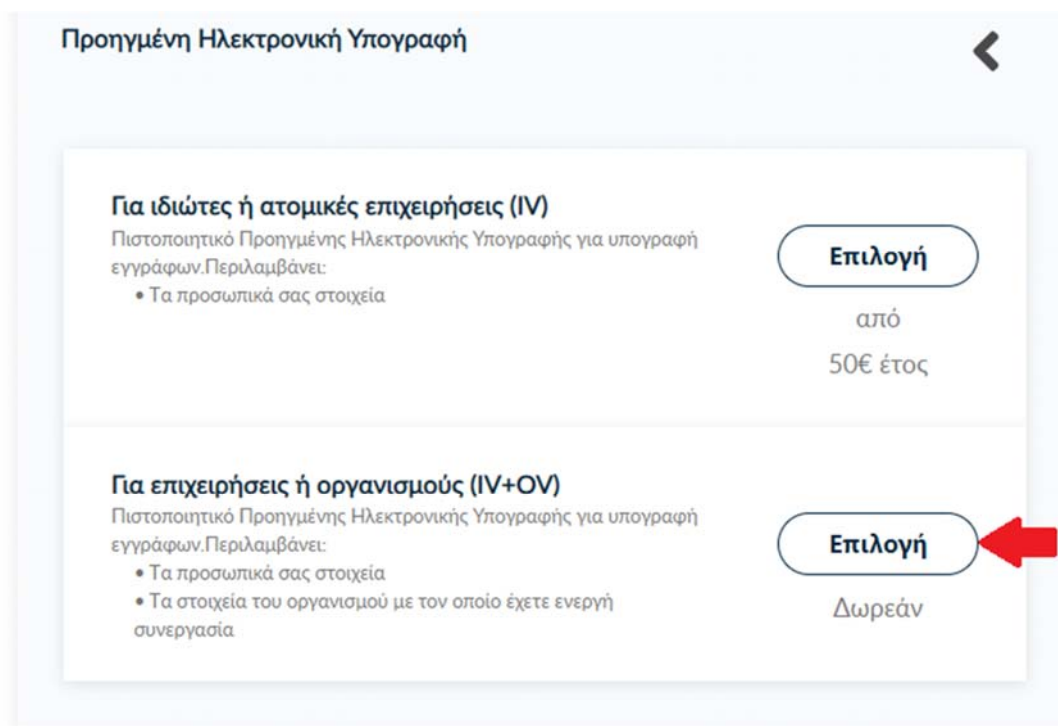 Προηγμένη Ηλεκτρονική Υπογραφή
Για ιδιώτες ή ατομικές επιχειρήσεις (IV)
Πιστοποιητικό Προηγμένης Ηλεκτρονικής Υπογραφής για υπογραφή
εγγράφων.Περιλαμβάνει:
• Τα προσωπικά σας στοιχεία
Επιλογή
από
50€ έτος
Για επιχειρήσεις ή οργανισμούς (IV+OV)
Πιστοποιητικό Προηγμένης Ηλεκτρονικής Υπογραφής για υπογραφή
εγγράφων.Περιλαμβάνει:
• Τα προσωπικά σας στοιχεία
• Τα στοιχεία του οργανισμού με τον οποίο έχετε ενεργή
συνεργασία
Επιλογή
Δωρεάν